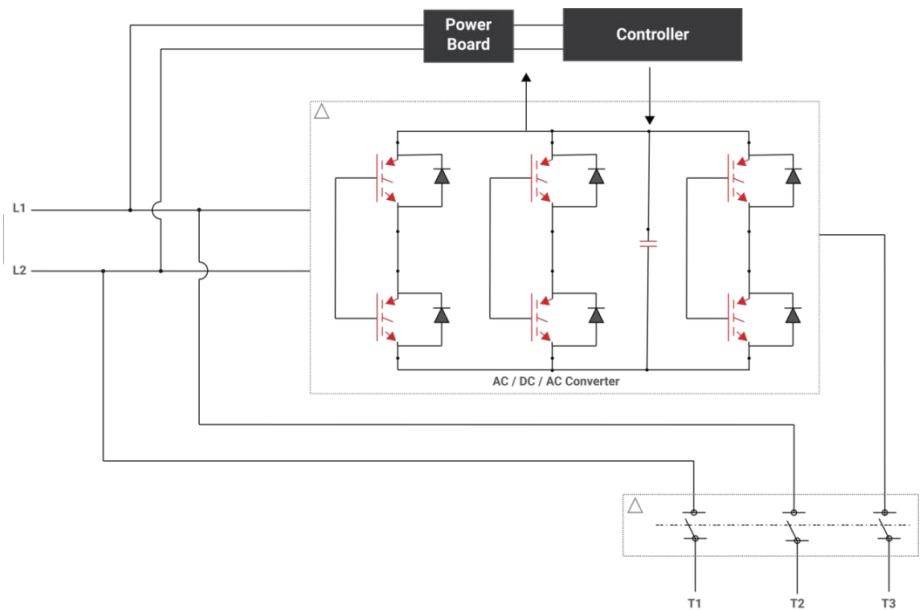 Power
Board
Controller
L1
L2
AC / DC / AC Converter
T1
T2
T3